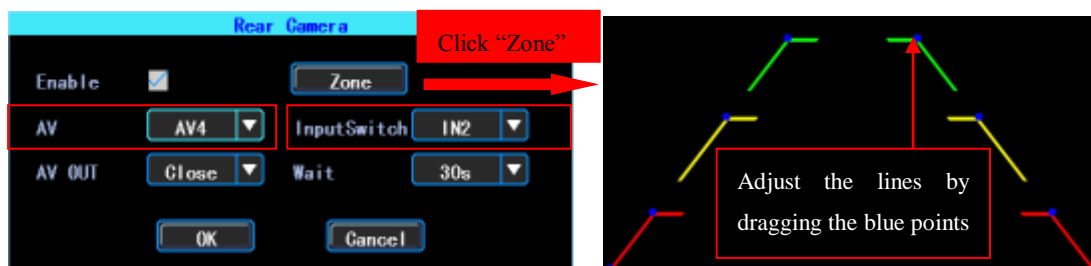 Rear Camera
Click “Zone”
Enable Zone
AV AV4 InputSwitch IN2
AV OUT Close Wait 30s
OK Cancel
Adjust the lines by
dragging the blue points